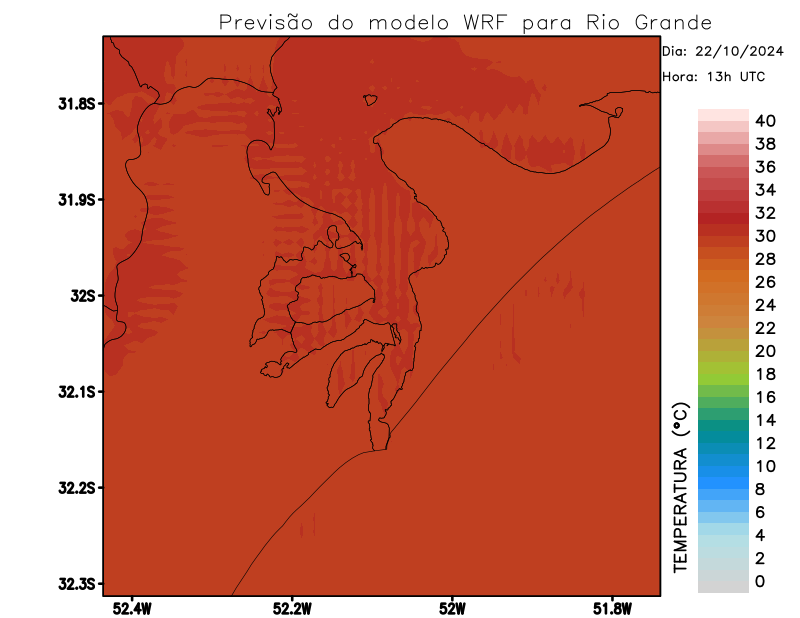 Previsão do modelo WRF para Rio Grande
Dia: 22/10/2024
Hora: 13h UTC
31.8S
31.9S
32S
32.1S
32.2S
32.3S
52.4W
52.2W
52W
51.8W
TEMPERATURA (°C)
40
38
36
34
32
30
28
26
24
22
20
18
16
14
12
10
8
6
4
2
0